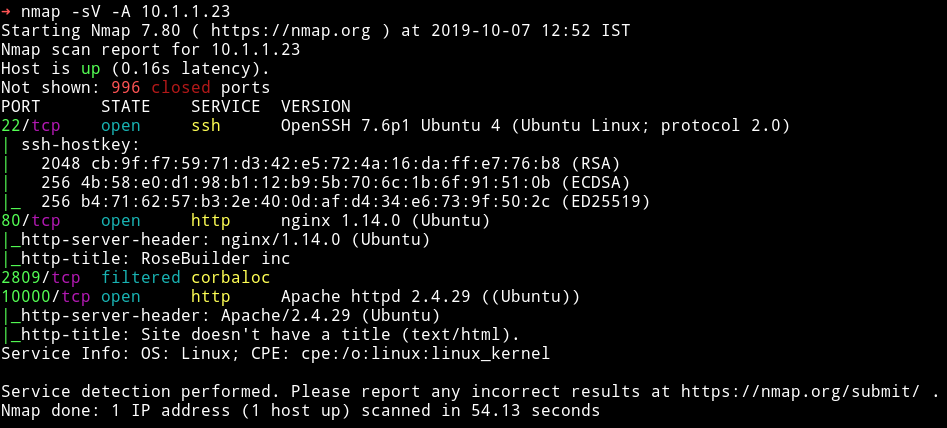 → nmap -sV -A 10.1.1.23
Starting Nmap 7.80 ( https://nmap.org ) at 2019-10-07 12:52 IST
Nmap scan report for 10.1.1.23
Host is up (0.16s latency).
Not shown: 996 closed ports
PORT      STATE    SERVICE  VERSION
22/tcp    open     ssh      OpenSSH 7.6p1 Ubuntu 4 (Ubuntu Linux; protocol 2.0)
| ssh-hostkey:
|   2048 cb:9f:f7:59:71:d3:42:e5:72:4a:16:da:ff:e7:76:b8 (RSA)
|   256 4b:58:e0:d1:98:b1:12:b9:5b:70:6c:1b:6f:91:51:0b (ECDSA)
|_  256 b4:71:62:57:b3:2e:40:0d:af:d4:34:e6:73:9f:50:2c (ED25519)
80/tcp    open     http     nginx 1.14.0 (Ubuntu)
|_http-server-header: nginx/1.14.0 (Ubuntu)
|_http-title: RoseBuilder inc
2809/tcp  filtered corbaloc
10000/tcp open     http     Apache httpd 2.4.29 ((Ubuntu))
|_http-server-header: Apache/2.4.29 (Ubuntu)
|_http-title: Site doesn't have a title (text/html).
Service Info: OS: Linux; CPE: cpe:/o:linux:linux_kernel
Service detection performed. Please report any incorrect results at https://nmap.org/submit/ .
Nmap done: 1 IP address (1 host up) scanned in 54.13 seconds